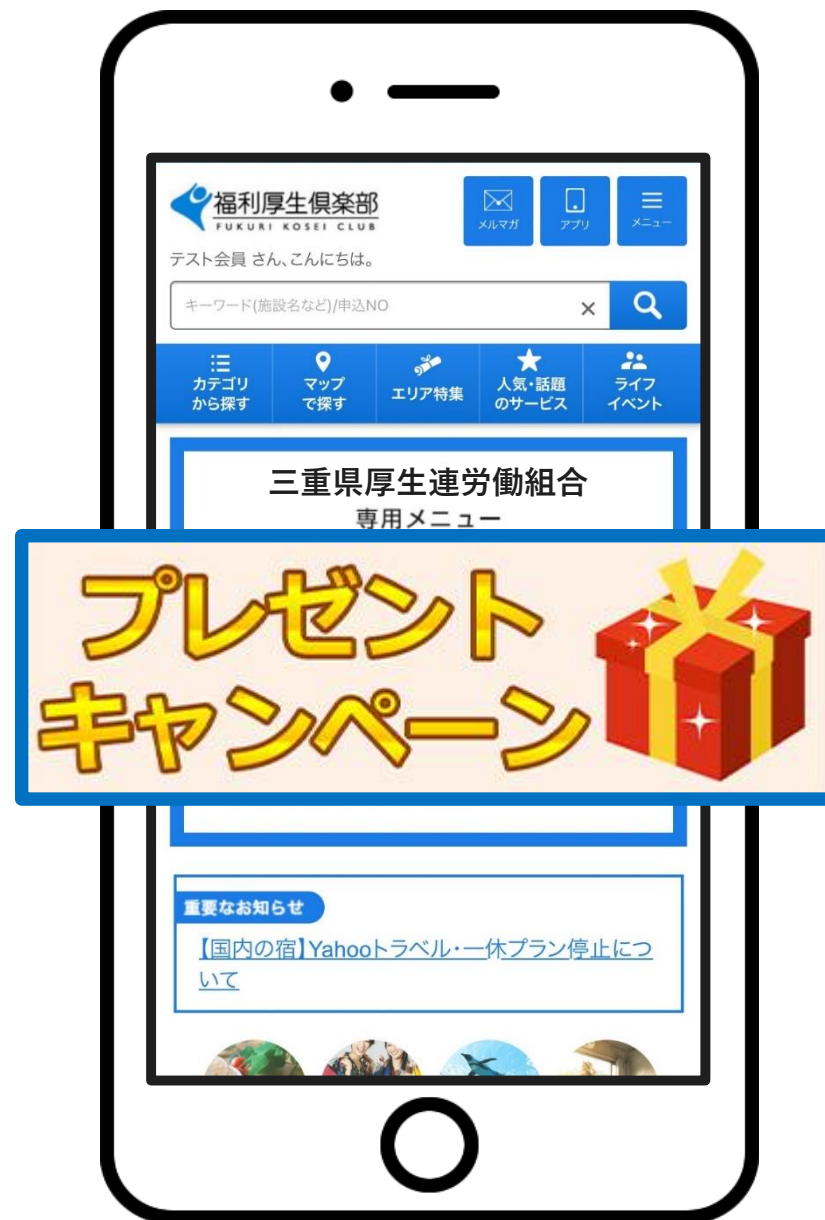 福利厚生倶楽部
FUKURI KOSEI CLUB
メルマガ
アプリ
メニュー
テスト会員 さん、こんにちは。
キーワード(施設名など)/申込NO
カテゴリ
から探す
マップ
で探す
エリア特集
人気・話題
のサービス
ライフ
イベント
三重県厚生連労働組合
専用メニュー
プレゼント
キャンペーン
重要なお知らせ
【国内の宿】Yahooトラベル・一休プラン停止につ
いて